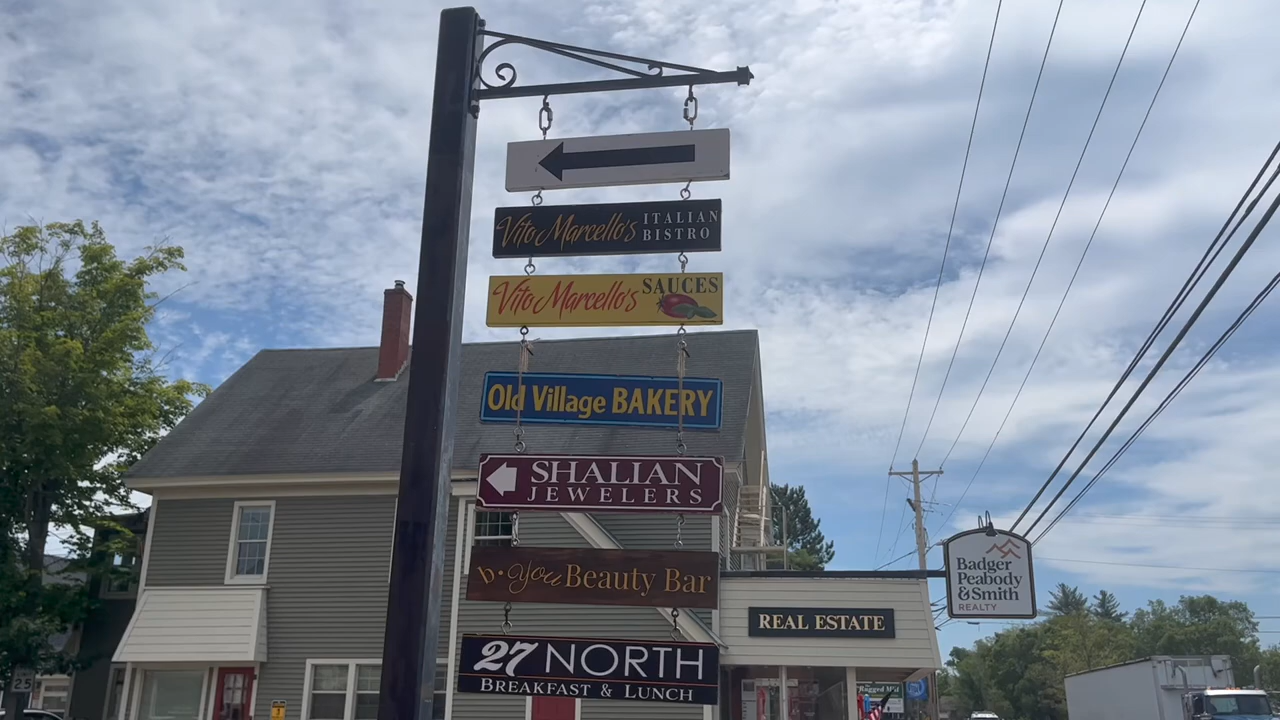 Vito Marcello's ITALIAN
BISTRO
Vito Marcello's SAUCES
Old Village BAKERY
SHALIAN
JEWELERS
b·you Beauty Bar
27 NORTH
BREAKFAST & LUNCH
Badger
Peabody
& Smith
REALTY
REAL ESTATE
25